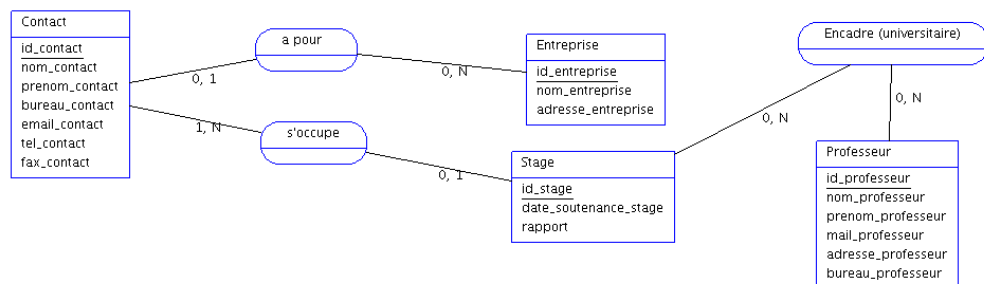 Contact
id_contact
nom_contact
prenom_contact
bureau_contact
email_contact
tel_contact
fax_contact
a pour
0, 1
0, N
s'occupe
1, N
0, 1
Entreprise
id_entreprise
nom_entreprise
adresse_entreprise
Stage
id_stage
date_soutenance_stage
rapport
Encadre (universitaire)
0, N
0, N
Professeur
id_professeur
nom_professeur
prenom_professeur
mail_professeur
adresse_professeur
bureau_professeur